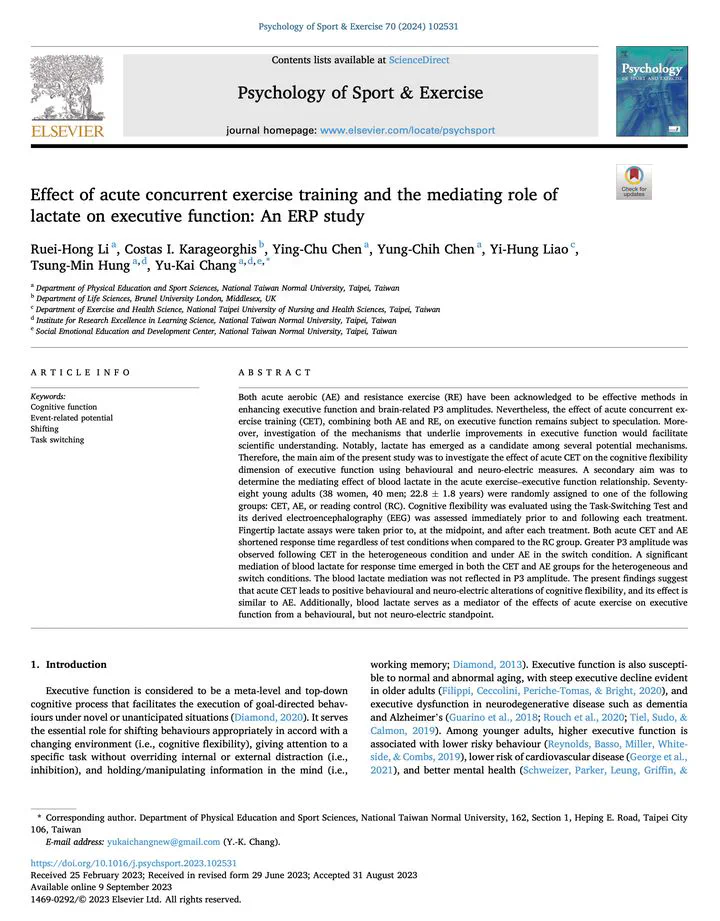 Psychology of Sport & Exercise 70 (2024) 102531
Contents lists available at ScienceDirect
Psychology of Sport & Exercise
journal homepage: www.elsevier.com/locate/psychsport
ELSEVIER
Psychology
OF SPORT AND EXERCISE
Check for
updates
Effect of acute concurrent exercise training and the mediating role of
lactate on executive function: An ERP study
Ruei-Hong Li a, Costas I. Karageorghis b, Ying-Chu Chen a, Yung-Chih Chen a, Yi-Hung Liao c,
Tsung-Min Hung a,d, Yu-Kai Chang a,d,e,*
a Department of Physical Education and Sport Sciences, National Taiwan Normal University, Taipei, Taiwan
b Department of Life Sciences, Brunel University London, Middlesex, UK
c Department of Exercise and Health Science, National Taipei University of Nursing and Health Sciences, Taipei, Taiwan
d Institute for Research Excellence in Learning Science, National Taiwan Normal University, Taipei, Taiwan
e Social Emotional Education and Development Center, National Taiwan Normal University, Taipei, Taiwan
ARTICLE INFO
Keywords:
Cognitive function
Event-related potential
Shifting
Task switching
ABSTRACT
Both acute aerobic (AE) and resistance exercise (RE) have been acknowledged to be effective methods in
enhancing executive function and brain-related P3 amplitudes. Nevertheless, the effect of acute concurrent ex-
ercise training (CET), combining both AE and RE, on executive function remains subject to speculation. More-
over, investigation of the mechanisms that underlie improvements in executive function would facilitate
scientific understanding. Notably, lactate has emerged as a candidate among several potential mechanisms.
Therefore, the main aim of the present study was to investigate the effect of acute CET on the cognitive flexibility
dimension of executive function using behavioural and neuro-electric measures. A secondary aim was to
determine the mediating effect of blood lactate in the acute exercise–executive function relationship. Seventy-
eight young adults (38 women, 40 men; 22.8 ± 1.8 years) were randomly assigned to one of the following
groups: CET, AE, or reading control (RC). Cognitive flexibility was evaluated using the Task-Switching Test and
its derived electroencephalography (EEG) was assessed immediately prior to and following each treatment.
Fingertip lactate assays were taken prior to, at the midpoint, and after each treatment. Both acute CET and AE
shortened response time regardless of test conditions when compared to the RC group. Greater P3 amplitude was
observed following CET in the heterogeneous condition and under AE in the switch condition. A significant
mediation of blood lactate for response time emerged in both the CET and AE groups for the heterogeneous and
switch conditions. The blood lactate mediation was not reflected in P3 amplitude. The present findings suggest
that acute CET leads to positive behavioural and neuro-electric alterations of cognitive flexibility, and its effect is
similar to AE. Additionally, blood lactate serves as a mediator of the effects of acute exercise on executive
function from a behavioural, but not neuro-electric standpoint.
1. Introduction
Executive function is considered to be a meta-level and top-down
cognitive process that facilitates the execution of goal-directed behav-
iours under novel or unanticipated situations (Diamond, 2020). It serves
the essential role for shifting behaviours appropriately in accord with a
changing environment (i.e., cognitive flexibility), giving attention to a
specific task without overriding internal or external distraction (i.e.,
inhibition), and holding/manipulating information in the mind (i.e.,
working memory; Diamond, 2013). Executive function is also suscepti-
ble to normal and abnormal aging, with steep executive decline evident
in older adults (Filippi, Ceccolini, Periche-Tomas, & Bright, 2020), and
executive dysfunction in neurodegenerative disease such as dementia
and Alzheimer's (Guarino et al., 2018; Rouch et al., 2020; Tiel, Sudo, &
Calmon, 2019). Among younger adults, higher executive function is
associated with lower risky behaviour (Reynolds, Basso, Miller, White-
side, & Combs, 2019), lower risk of cardiovascular disease (George et al.,
2021), and better mental health (Schweizer, Parker, Leung, Griffin, &
* Corresponding author. Department of Physical Education and Sport Sciences, National Taiwan Normal University, 162, Section 1, Heping E. Road, Taipei City
106, Taiwan
E-mail address: yukaichangnew@gmail.com (Y.-K. Chang).
https://doi.org/10.1016/j.psychsport.2023.102531
Received 25 February 2023; Received in revised form 29 June 2023; Accepted 31 August 2023
Available online 9 September 2023
1469-0292/© 2023 Elsevier Ltd. All rights reserved.